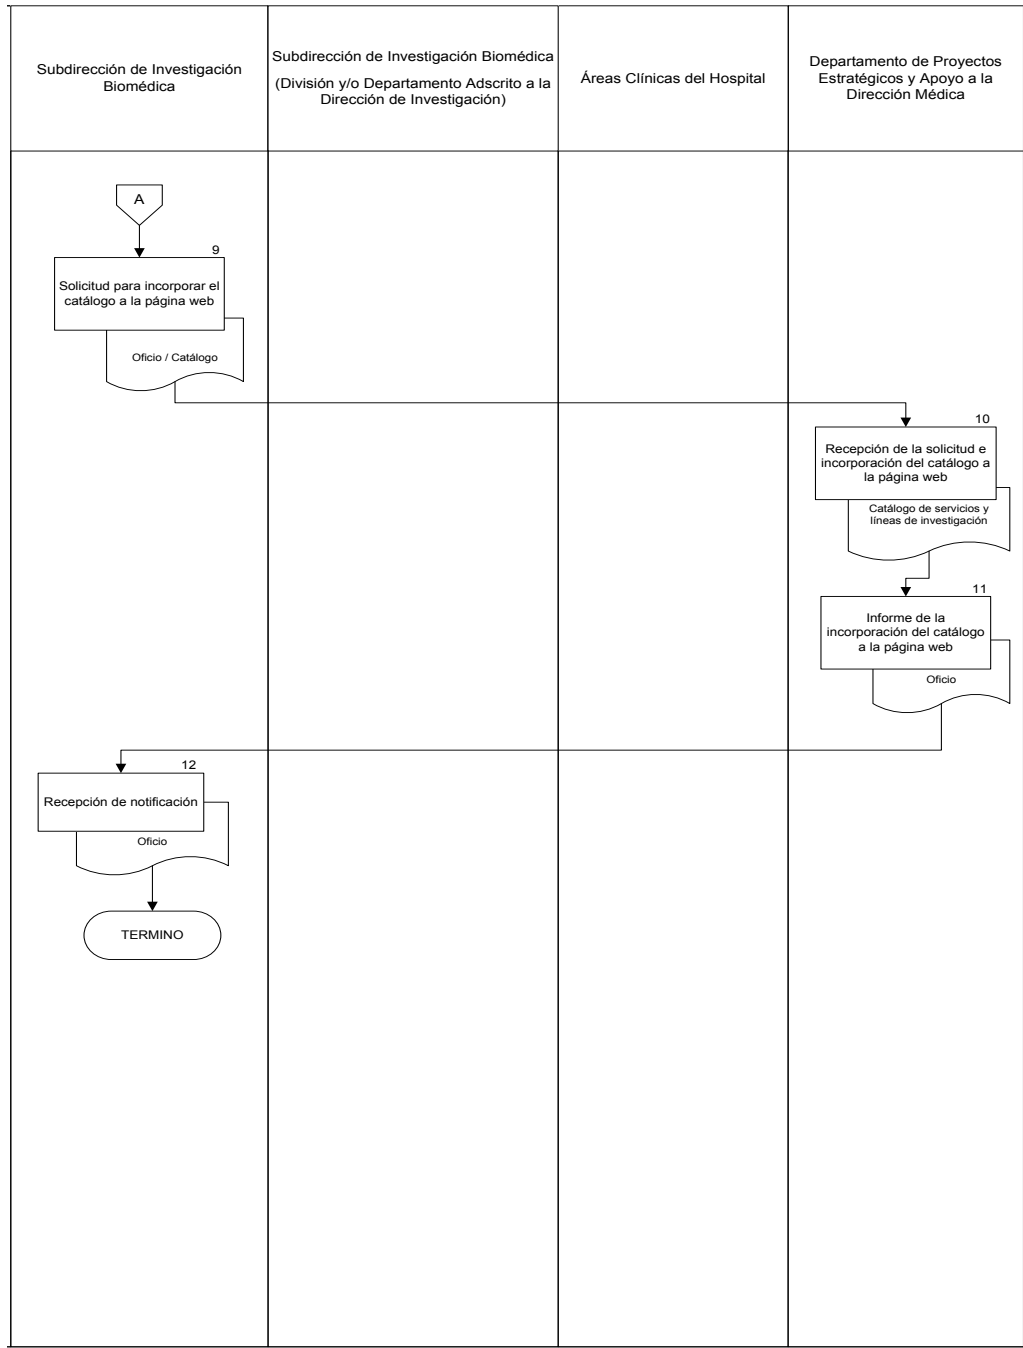 Subdirección de Investigación
Biomédica
Subdirección de Investigación Biomédica
(División y/o Departamento Adscrito a la
Dirección de Investigación)
Áreas Clínicas del Hospital
Departamento de Proyectos
Estratégicos y Apoyo a la
Dirección Médica
A
9
Solicitud para incorporar el
catálogo a la página web
Oficio / Catálogo
10
Recepción de la solicitud e
incorporación del catálogo a
la página web
Catálogo de servicios y
líneas de investigación
11
Informe de la
incorporación del catálogo
a la página web
Oficio
12
Recepción de notificación
Oficio
TERMINO